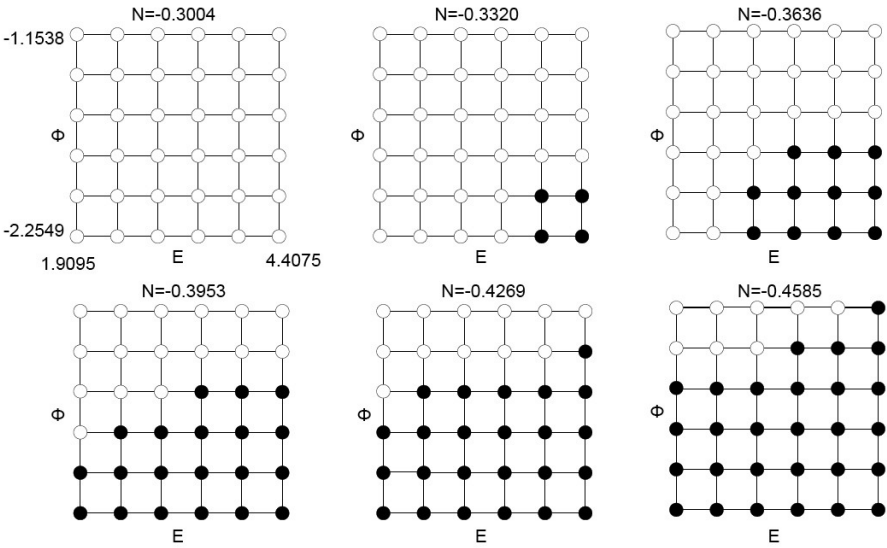 N=-0.3004
N=-0.3320
N=-0.3636
-1.1538
Φ
Φ
Φ
-2.2549
1.9095
E
4.4075
E
E
N=-0.3953
N=-0.4269
N=-0.4585
Φ
Φ
Φ
E
E
E